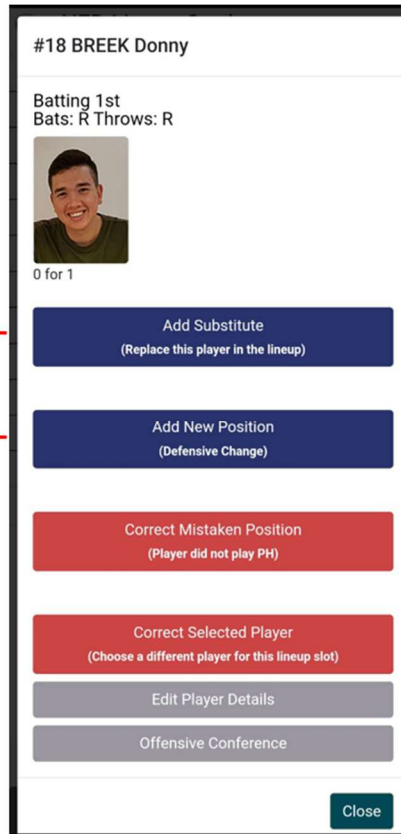 #18 BREEK Donny
Batting 1st
Bats: R Throws: R
0 for 1
Add Substitute
(Replace this player in the lineup)
Add New Position
(Defensive Change)
Correct Mistaken Position
(Player did not play PH)
Correct Selected Player
(Choose a different player for this lineup slot)
Edit Player Details
Offensive Conference
Close